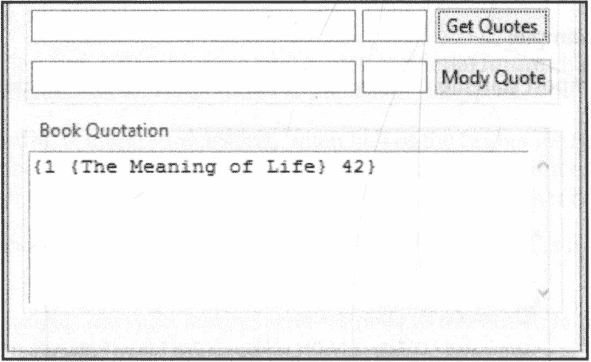 Get Quotes
Mody Quote
Book Quotation
{1 {The Meaning of Life} 42}